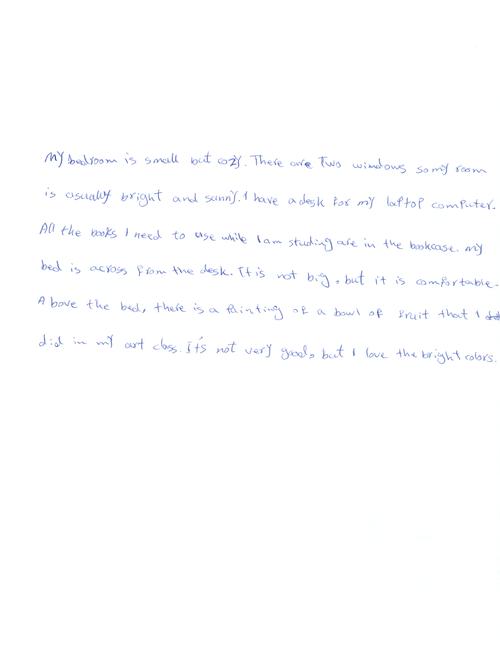 My bedroom is small but cozy. There are Two windows so my room
is usually bright and sunny. I have a desk for my laptop computer.
All the books I need to use while I am studing are in the bookcase. my
bed is across from the desk. It is not big, but it is comfortable.
Above the bed, there is a Painting of a bowl of fruit that I
did in my art class. It's not very good, but I love the bright colors.